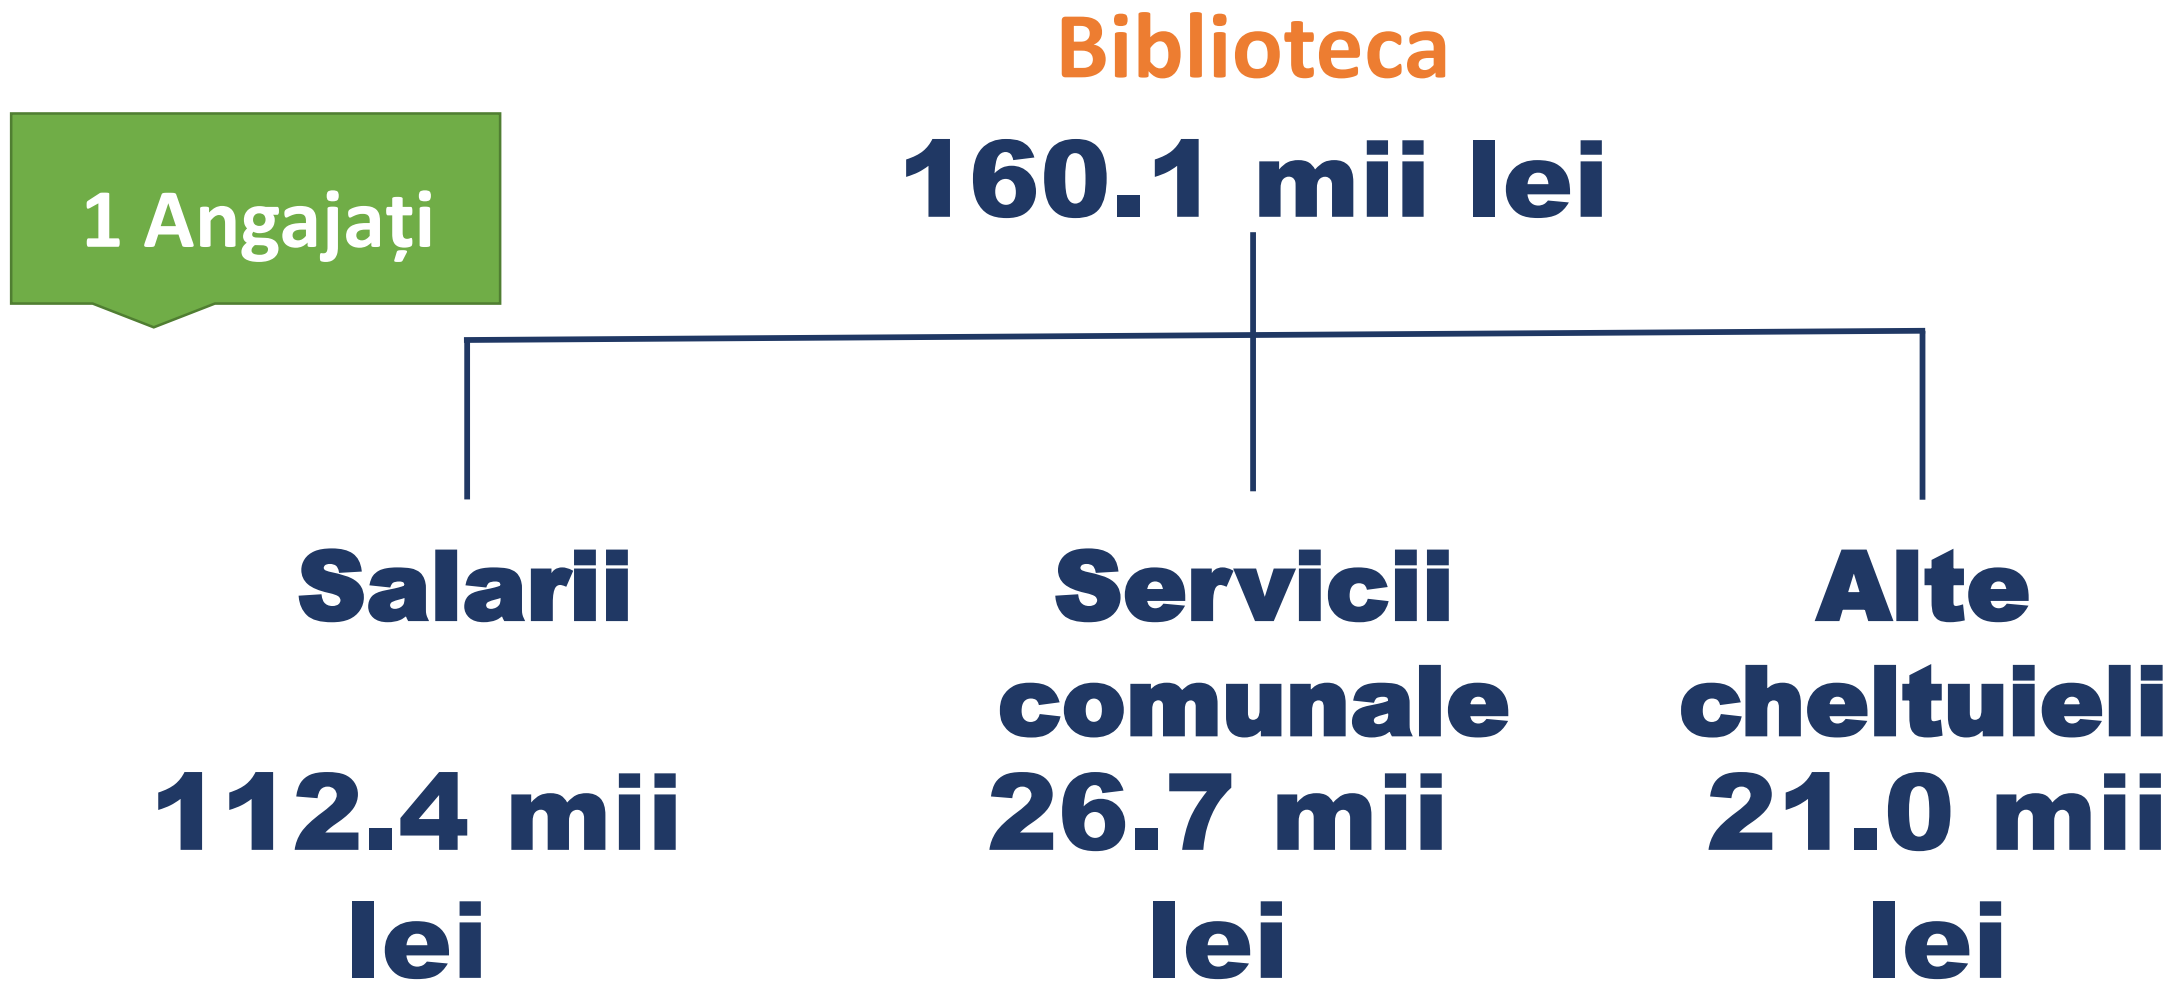 Biblioteca
160.1 mii lei
1 Angajați
Salarii
112.4 mii
lei
Servicii
comunale
26.7 mii
lei
Alte
cheltuieli
21.0 mii
lei